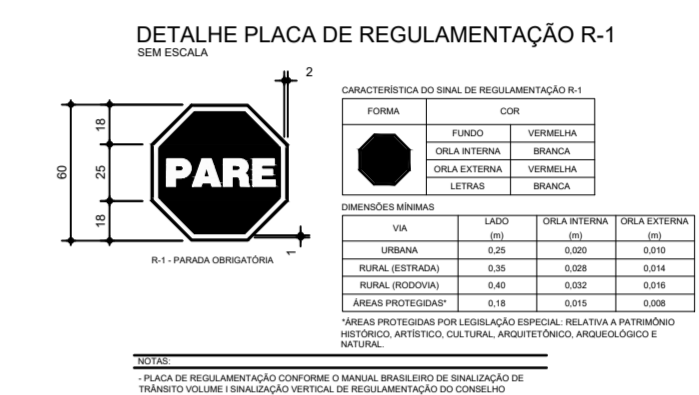 DETALHE PLACA DE REGULAMENTAÇÃO R-1
SEM ESCALA
2
18
60
25
18
PARE
1
R-1 - PARADA OBRIGATÓRIA
CARACTERÍSTICA DO SINAL DE REGULAMENTAÇÃO R-1
FORMA COR
FUNDO VERMELHA
ORLA INTERNA BRANCA
ORLA EXTERNA VERMELHA
LETRAS BRANCA
DIMENSÕES MÍNIMAS
VIA LADO (m) ORLA INTERNA (m) ORLA EXTERNA (m)
URBANA 0,25 0,020 0,010
RURAL (ESTRADA) 0,35 0,028 0,014
RURAL (RODOVIA) 0,40 0,032 0,016
ÁREAS PROTEGIDAS* 0,18 0,015 0,008
*ÁREAS PROTEGIDAS POR LEGISLAÇÃO ESPECIAL: RELATIVA A PATRIMÔNIO
HISTÓRICO, ARTÍSTICO, CULTURAL, ARQUITETÔNICO, ARQUEOLÓGICO E
NATURAL.
NOTAS:
- PLACA DE REGULAMENTAÇÃO CONFORME O MANUAL BRASILEIRO DE SINALIZAÇÃO DE
TRÂNSITO VOLUME I SINALIZAÇÃO VERTICAL DE REGULAMENTAÇÃO DO CONSELHO